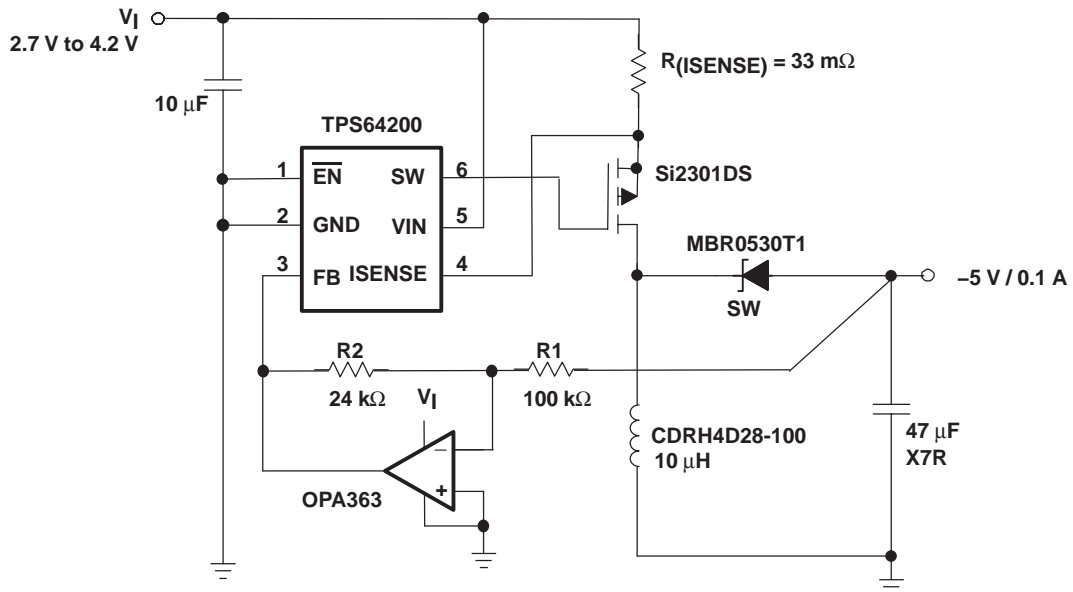 VI
2.7 V to 4.2 V
R(ISENSE) = 33 mΩ
10 μF
TPS64200
1
EN
SW
6
Si2301DS
2
GND
VIN
5
MBR0530T1
3
FB
ISENSE
4
–5 V / 0.1 A
SW
R2
R1
24 kΩ
VI
100 kΩ
CDRH4D28-100
10 μH
47 μF
X7R
–
+
OPA363